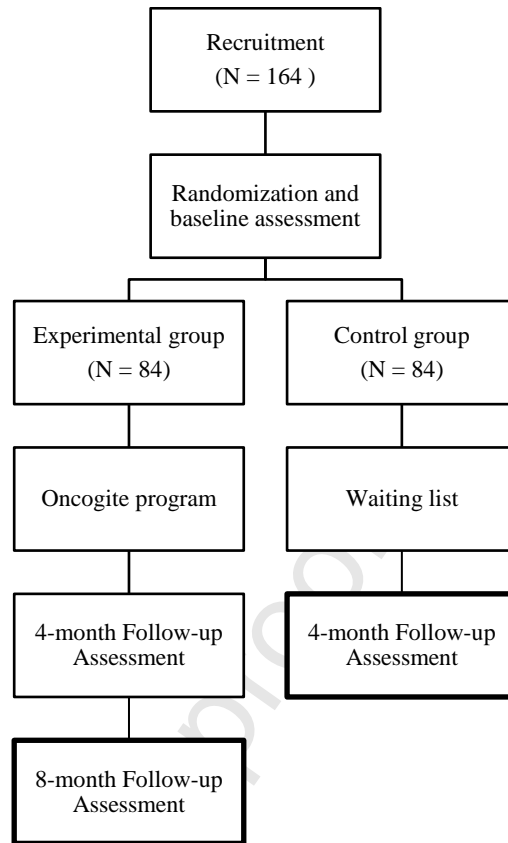 Recruitment
(N = 164 )
Randomization and
baseline assessment
Experimental group
(N = 84)
Control group
(N = 84)
Oncogite program
Waiting list
4-month Follow-up
Assessment
4-month Follow-up
Assessment
8-month Follow-up
Assessment